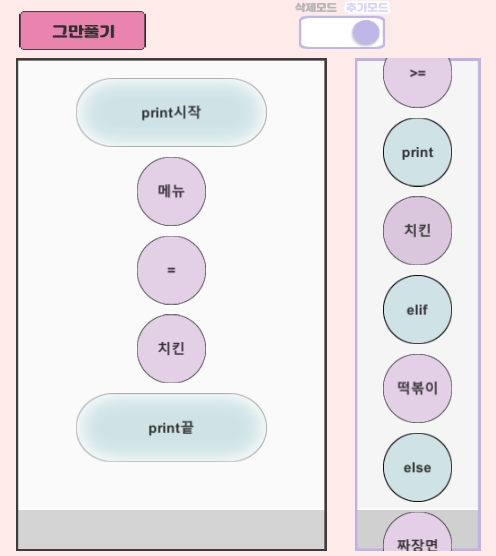 그만풀기
삭제모드 추가모드
print시작
메뉴
=
치킨
print끝
>=
print
치킨
elif
떡볶이
else
짜장면